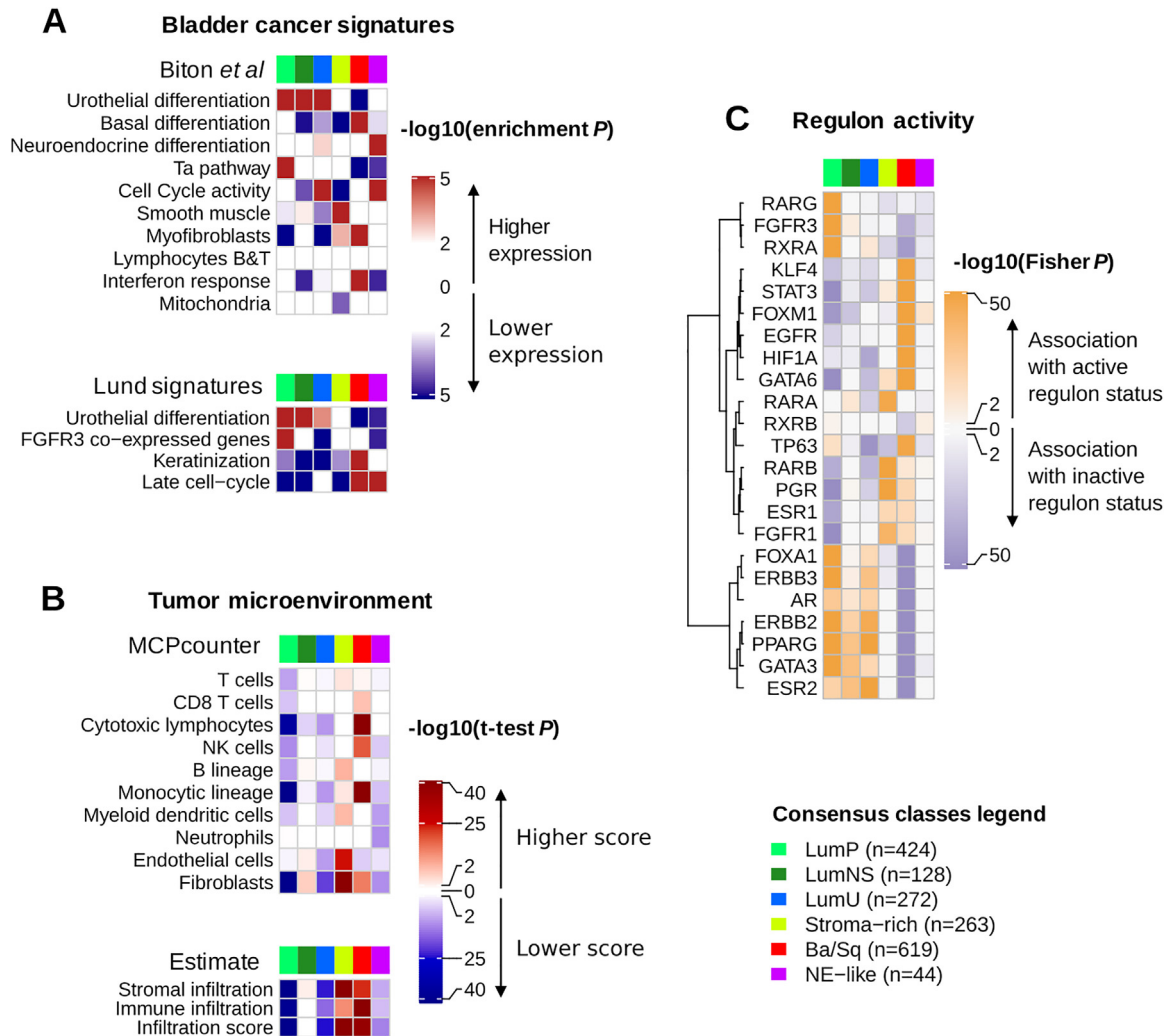 A
Bladder cancer signatures
Biton et al
Urothelial differentiation
Basal differentiation
Neuroendocrine differentiation
Ta pathway
Cell Cycle activity
Smooth muscle
Myofibroblasts
Lymphocytes B&T
Interferon response
Mitochondria
Lund signatures
Urothelial differentiation
FGFR3 co−expressed genes
Keratinization
Late cell−cycle
-log10(enrichment P)
5
2
0
2
5
Higher
expression
Lower
expression
B
Tumor microenvironment
MCPcounter
T cells
CD8 T cells
Cytotoxic lymphocytes
NK cells
B lineage
Monocytic lineage
Myeloid dendritic cells
Neutrophils
Endothelial cells
Fibroblasts
Estimate
Stromal infiltration
Immune infiltration
Infiltration score
-log10(t-test P)
40
25
2
0
2
25
40
Higher score
Lower score
C
Regulon activity
RARG
FGFR3
RXRA
KLF4
STAT3
FOXM1
EGFR
HIF1A
GATA6
RARA
RXRB
TP63
RARB
PGR
ESR1
FGFR1
FOXA1
ERBB3
AR
ERBB2
PPARG
GATA3
ESR2
-log10(Fisher P)
50
2
0
2
50
Association
with active
regulon status
Association
with inactive
regulon status
Consensus classes legend
LumP (n=424)
LumNS (n=128)
LumU (n=272)
Stroma−rich (n=263)
Ba/Sq (n=619)
NE−like (n=44)